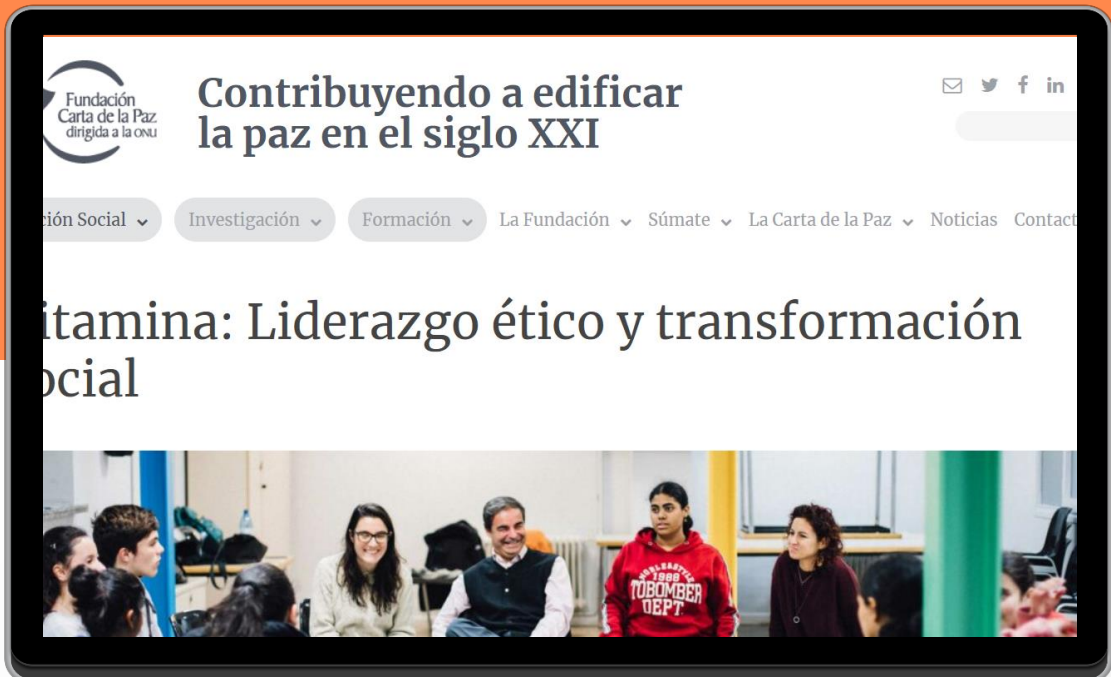 Fundación
Carta de la Paz
dirigida a la ONU
Contribuyendo a edificar
la paz en el siglo XXI
ción Social
Investigación
Formación
La Fundación
Súmate
La Carta de la Paz
Noticias
Contact
itamina: Liderazgo ético y transformación
ocial
1988
TOBOMBER
DEPT